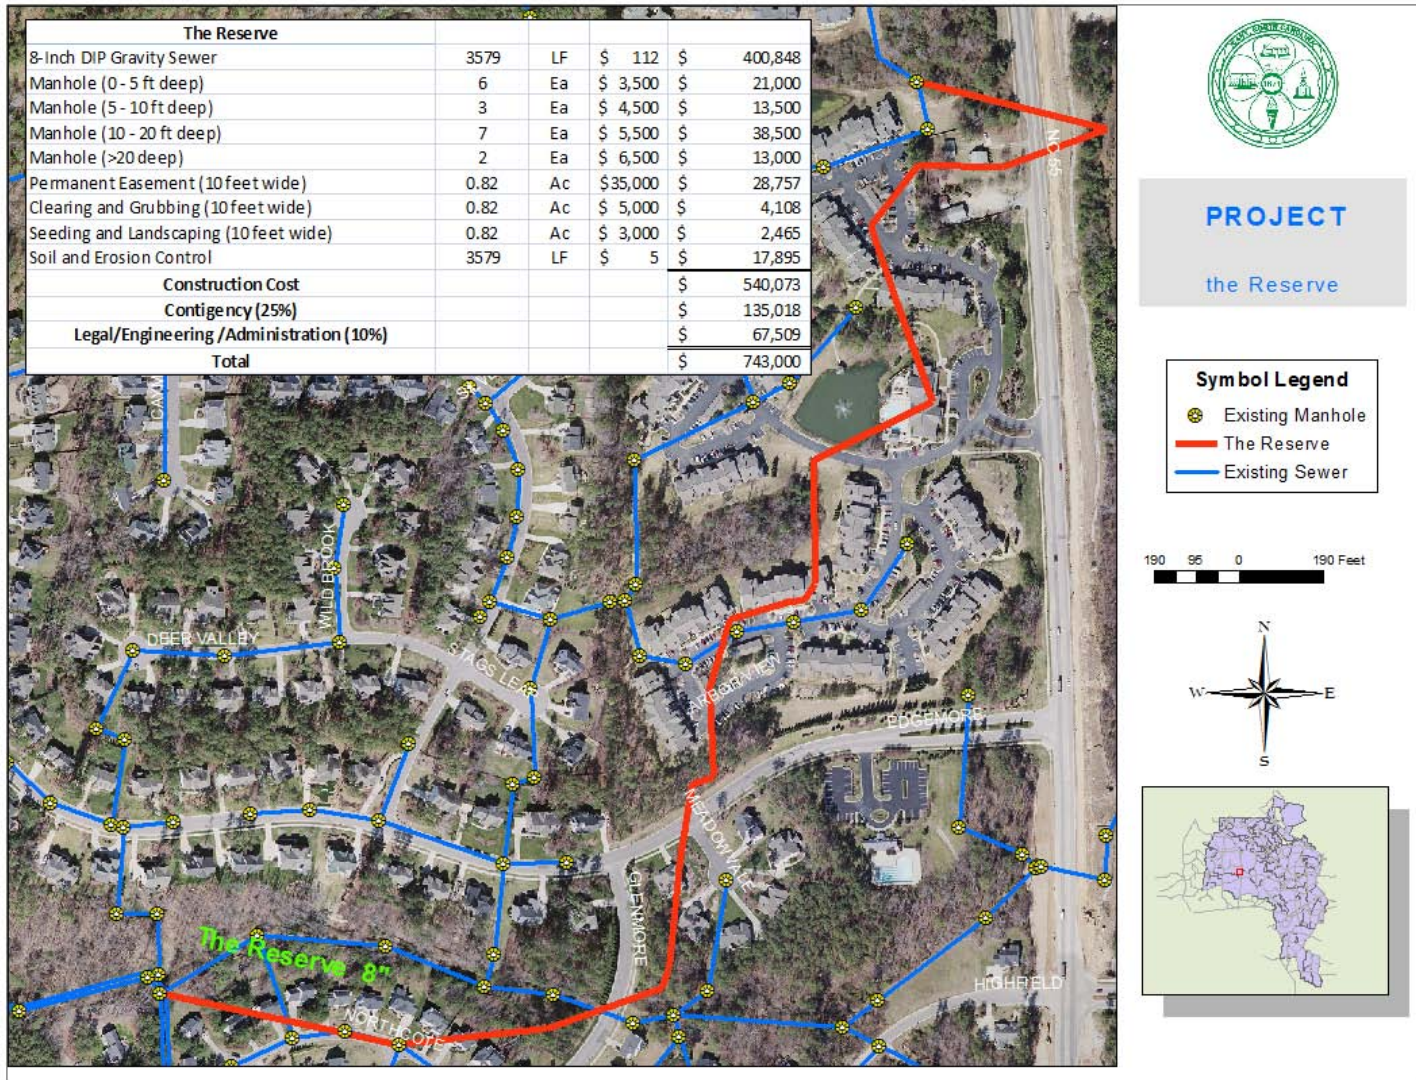 The Reserve
8-Inch DIP Gravity Sewer 3579 LF $ 112 $ 400,848
Manhole (0 - 5 ft deep) 6 Ea $ 3,500 $ 21,000
Manhole (5 - 10 ft deep) 3 Ea $ 4,500 $ 13,500
Manhole (10 - 20 ft deep) 7 Ea $ 5,500 $ 38,500
Manhole (>20 deep) 2 Ea $ 6,500 $ 13,000
Permanent Easement (10 feet wide) 0.82 Ac $35,000 $ 28,757
Clearing and Grubbing (10 feet wide) 0.82 Ac $ 5,000 $ 4,108
Seeding and Landscaping (10 feet wide) 0.82 Ac $ 3,000 $ 2,465
Soil and Erosion Control 3579 LF $ 5 $ 17,895
Construction Cost $ 540,073
Contigency (25%) $ 135,018
Legal/Engineering /Administration (10%) $ 67,509
Total $ 743,000
NC 55
WILD BROOK
DEER VALLEY
STAGS LEAP
ARBORVIEW
EDGEMORE
MEADOWVALE
GLENMORE
The Reserve 8"
NORTHCOTE
HIGHFIELD
1871
PROJECT
the Reserve
Symbol Legend
Existing Manhole
The Reserve
Existing Sewer
190 95 0 190 Feet
N
W E
S